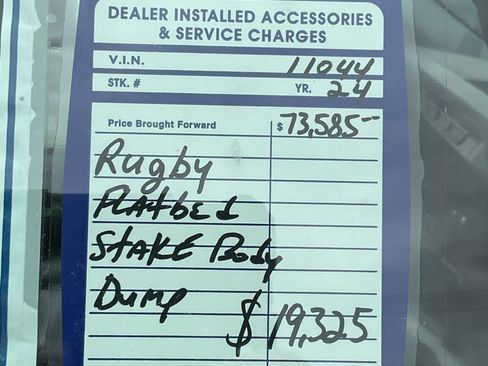 DEALER INSTALLED ACCESSORIES
& SERVICE CHARGES
V.I.N. 11044
STK. # YR. 24
Price Brought Forward $ 73,585-
Rugby
Flatbed
STAKE Body
Dump $ 19,325